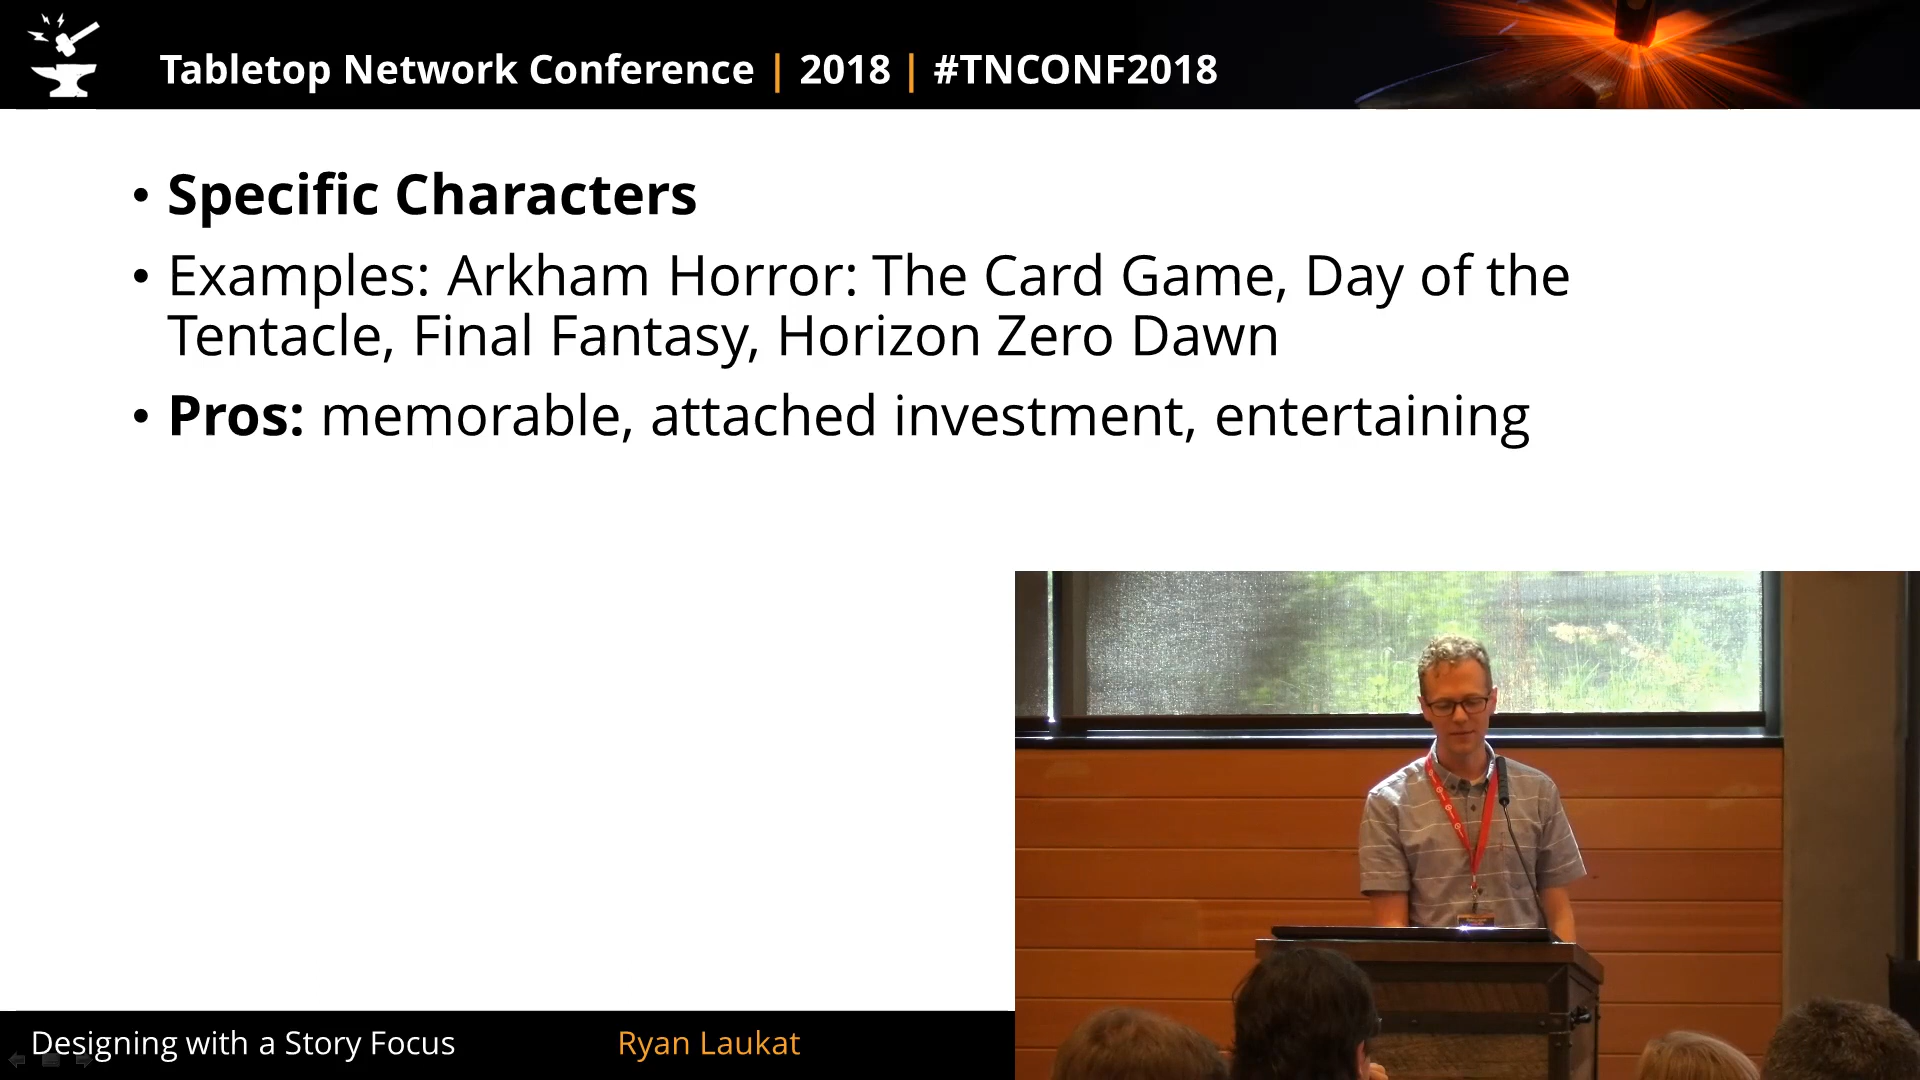 Tabletop Network Conference | 2018 | #TNCONF2018
• Specific Characters
• Examples: Arkham Horror: The Card Game, Day of the
Tentacle, Final Fantasy, Horizon Zero Dawn
• Pros: memorable, attached investment, entertaining
Designing with a Story Focus
Ryan Laukat